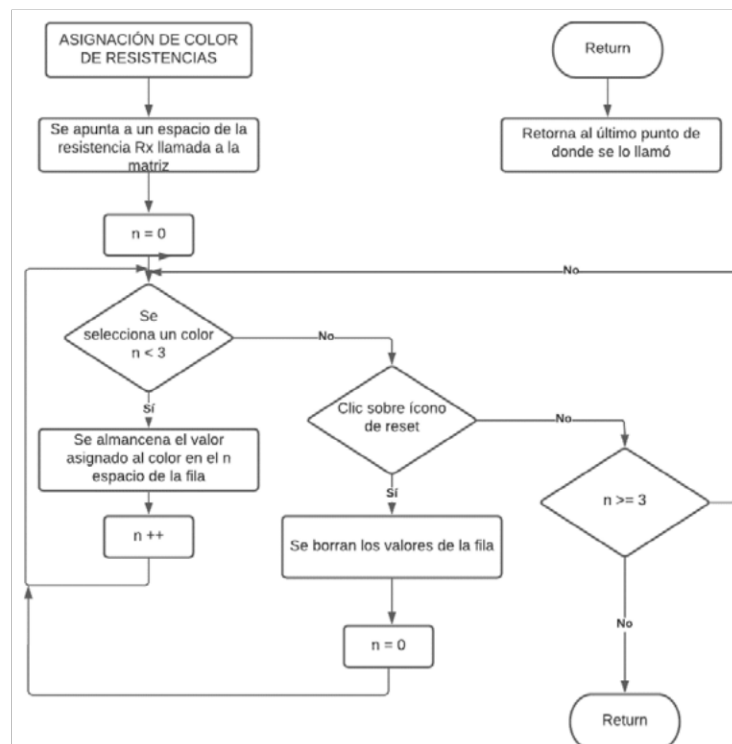 ASIGNACIÓN DE COLOR
DE RESISTENCIAS
Return
Se apunta a un espacio de la
resistencia Rx llamada a la
matriz
Retorna al último punto de
donde se lo llamó
n = 0
No
Se
selecciona un color
n < 3
No
Clic sobre ícono
de reset
No
n >= 3
Sí
Se almancena el valor
asignado al color en el n
espacio de la fila
Sí
n ++
Se borran los valores de la fila
No
n = 0
Return